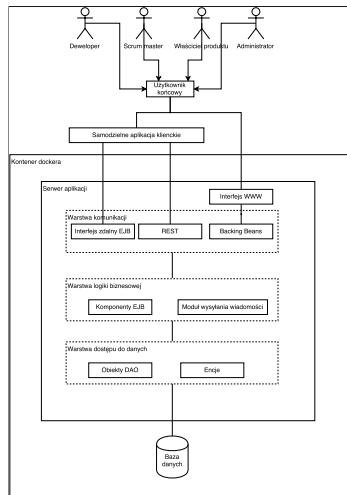 Deweloper
Scrum master
Właściciel produktu
Administrator
Użytkownik
końcowy
Samodzielne aplikacja klienckie
Kontener dockera
Serwer aplikacji
Interfejs WWW
Warstwa komunikacji
Interfejs zdalny EJB
REST
Backing Beans
Warstwa logiki biznesowej
Komponenty EJB
Moduł wysyłania wiadomości
Warstwa dostępu do danych
Obiekty DAO
Encje
Baza
danych